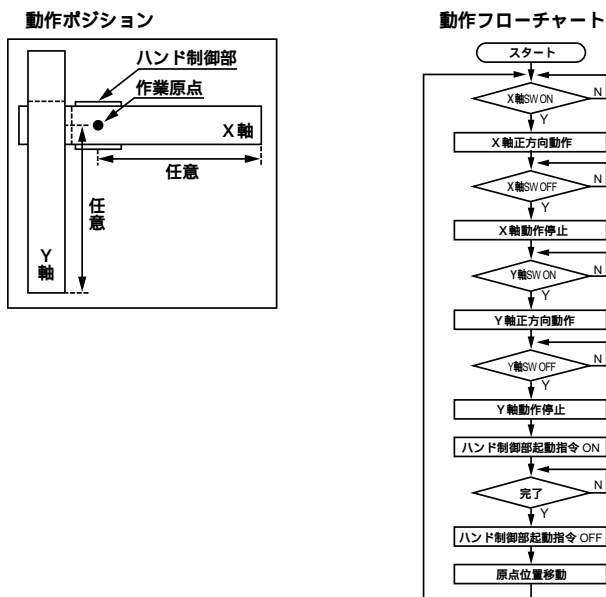 動作ポジション
ハンド制御部
作業原点
X軸
任意
任意
Y軸
動作フローチャート
スタート
X軸SW ON
N
Y
X軸正方向動作
X軸SW OFF
N
Y
X軸動作停止
Y軸SW ON
N
Y
Y軸正方向動作
Y軸SW OFF
N
Y
Y軸動作停止
ハンド制御部起動指令 ON
完了
N
Y
ハンド制御部起動指令 OFF
原点位置移動